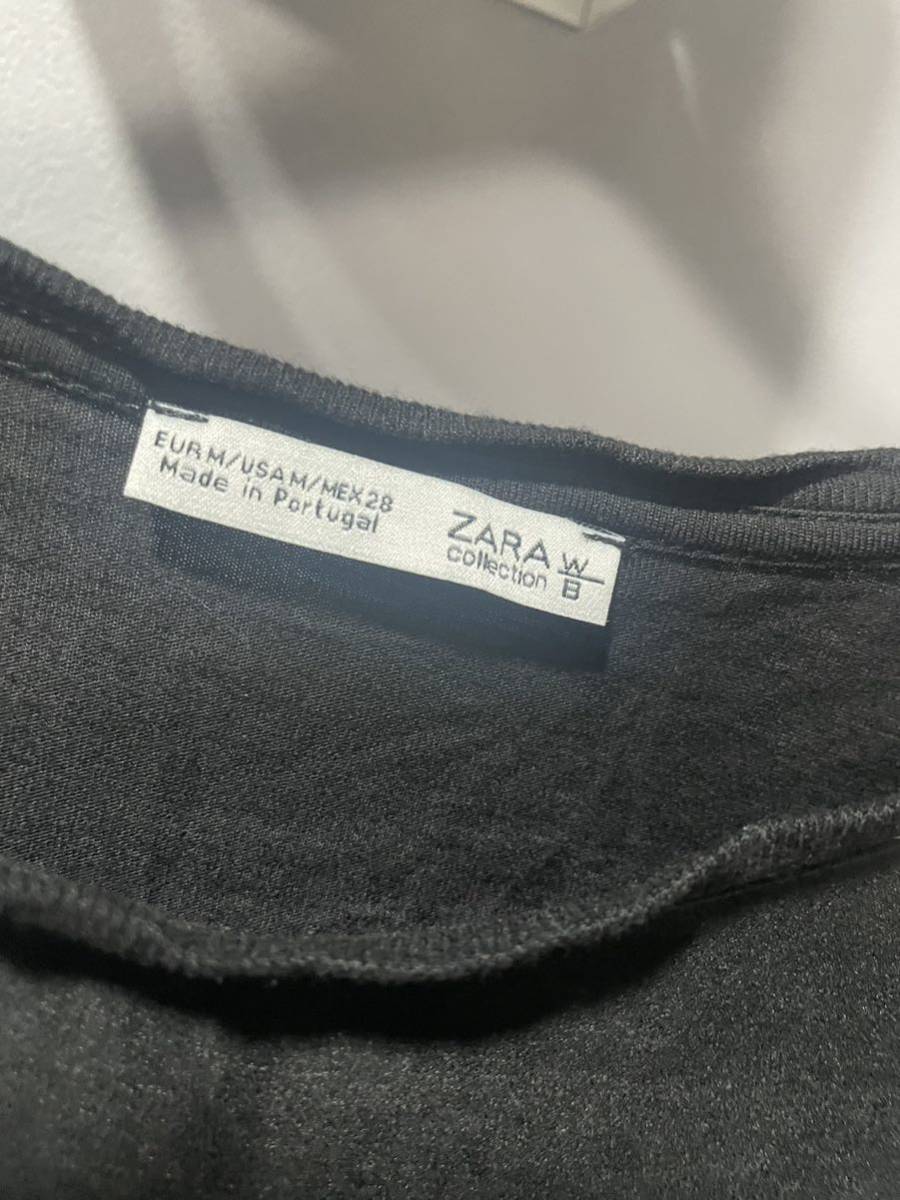 EUR M/USA M/MEX 28
Made in Portugal
ZARA W/B
collection